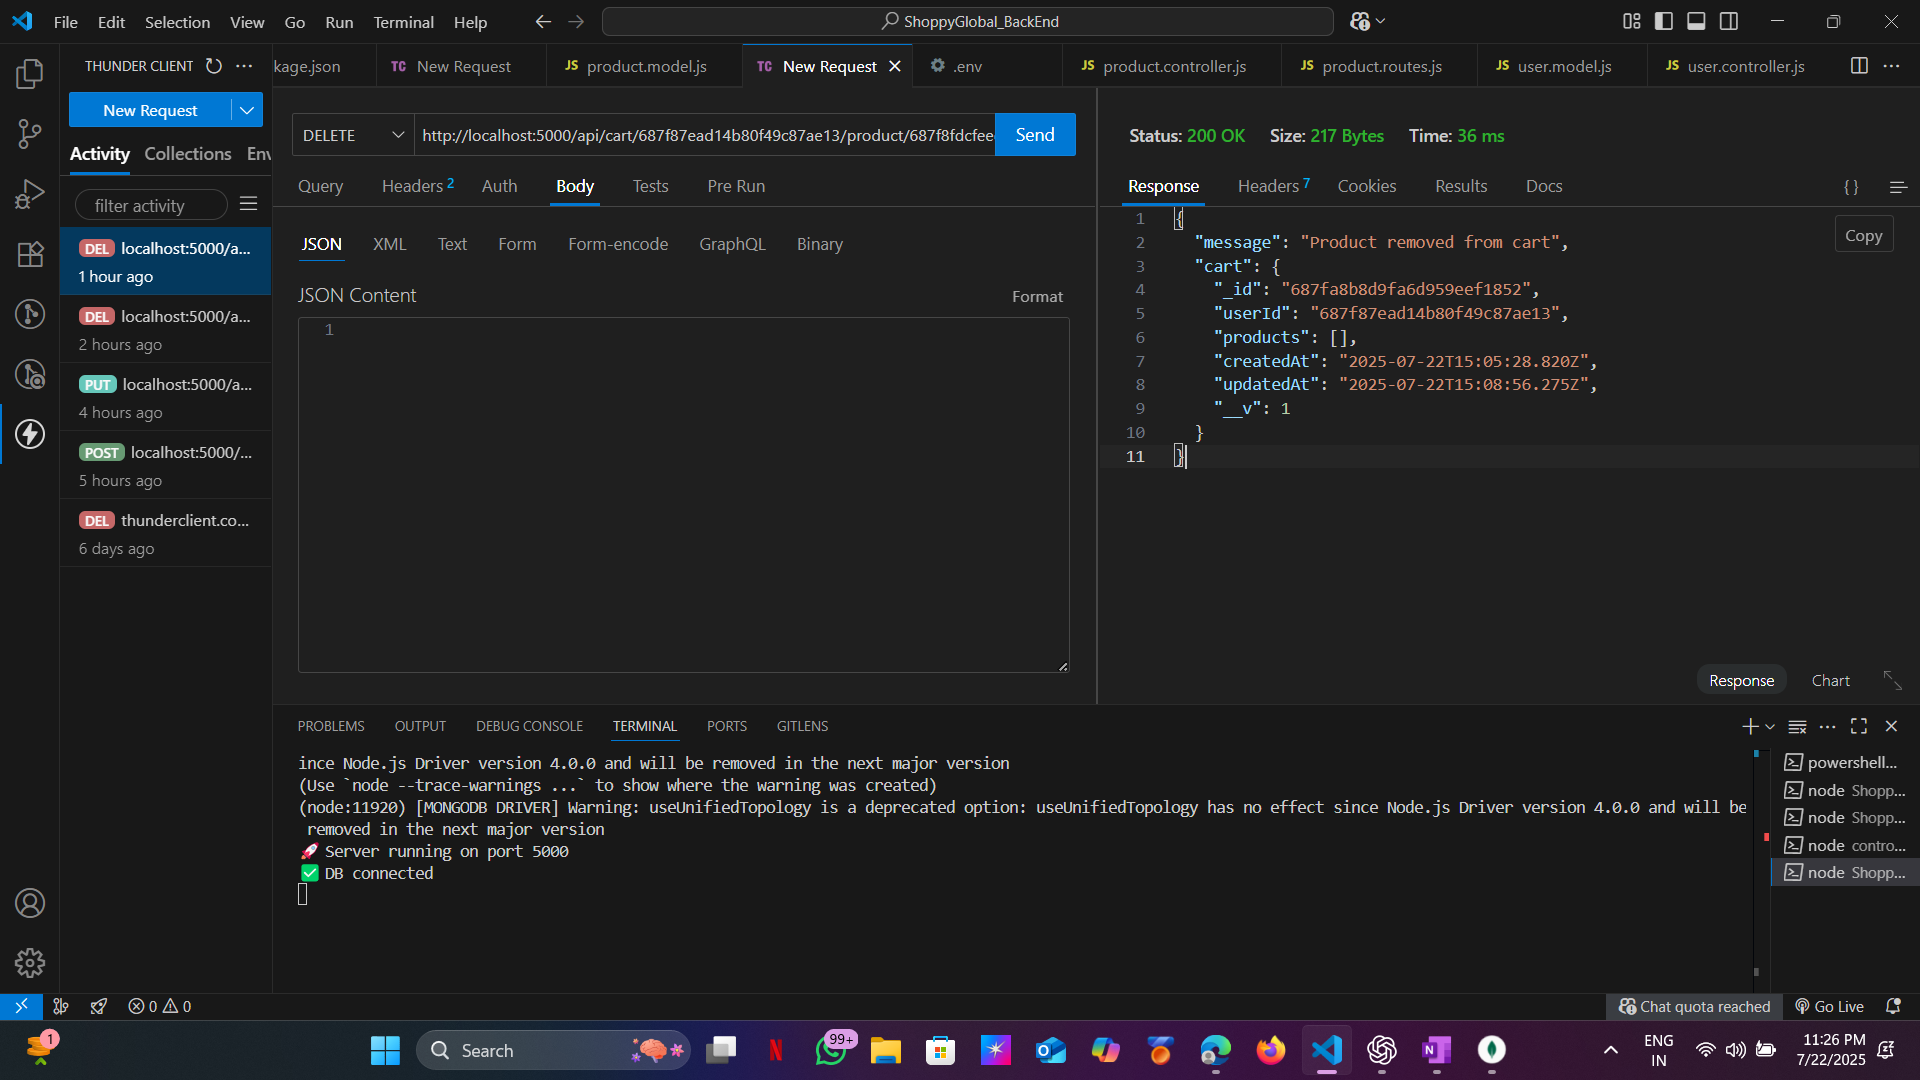 File Edit Selection View Go Run Terminal Help
ShoppyGlobal_BackEnd
THUNDER CLIENT
kage.json
TC New Request
JS product.model.js
TC New Request
.env
JS product.controller.js
JS product.routes.js
JS user.model.js
JS user.controller.js
New Request
Activity Collections Env
filter activity
DEL localhost:5000/a...
1 hour ago
DEL localhost:5000/a...
2 hours ago
PUT localhost:5000/a...
4 hours ago
POST localhost:5000/...
5 hours ago
DEL thunderclient.co...
6 days ago
DELETE http://localhost:5000/api/cart/687f87ead14b80f49c87ae13/product/687f8fdcfee Send
Query Headers 2 Auth Body Tests Pre Run
JSON XML Text Form Form-encode GraphQL Binary
JSON Content Format
1
Status: 200 OK Size: 217 Bytes Time: 36 ms
Response Headers 7 Cookies Results Docs {}
Copy
1 {
2 "message": "Product removed from cart",
3 "cart": {
4 "_id": "687fa8b8d9fa6d959eef1852",
5 "userId": "687f87ead14b80f49c87ae13",
6 "products": [],
7 "createdAt": "2025-07-22T15:05:28.820Z",
8 "updatedAt": "2025-07-22T15:08:56.275Z",
9 "__v": 1
10 }
11 }
Response Chart
PROBLEMS OUTPUT DEBUG CONSOLE TERMINAL PORTS GITLENS
ince Node.js Driver version 4.0.0 and will be removed in the next major version
(Use `node --trace-warnings ...` to show where the warning was created)
(node:11920) [MONGODB DRIVER] Warning: useUnifiedTopology is a deprecated option: useUnifiedTopology has no effect since Node.js Driver version 4.0.0 and will be
removed in the next major version
🚀 Server running on port 5000
✅ DB connected
powershell...
node Shopp...
node Shopp...
node contro...
node Shopp...
0 0
Chat quota reached
Go Live
1
Search
99+
ENG
IN
11:26 PM
7/22/2025